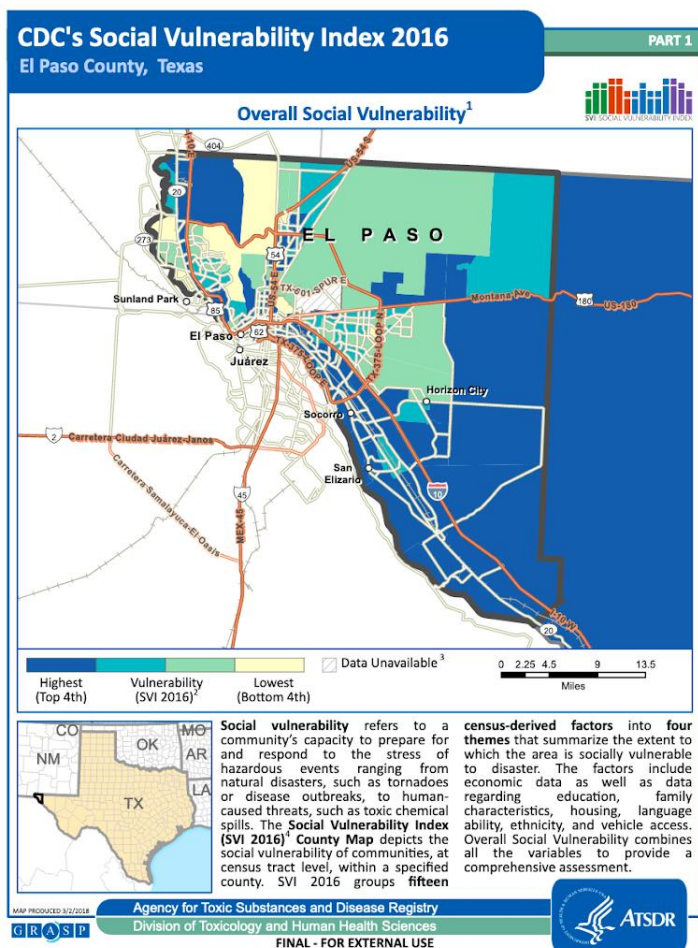 CDC's Social Vulnerability Index 2016
PART 1
El Paso County, Texas
SVI SOCIAL VULNERABILITY INDEX
Overall Social Vulnerability1
404
I-10 E
US-54 S
20
EL PASO
273
54
TX-601-SPUR E
US-54 E
Sunland Park
85
Montana Ave
180
US-180
El Paso
62
Juárez
TX-375-LOOP E
TX-375-LOOP N
Horizon City
Socorro
2
Carretera Ciudad Juárez-Janos
San
Elizario
Carretera Samalayuca-El Oasis
45
10
MEX-45
I-10 W
20
Highest
(Top 4th)
Vulnerability
(SVI 2016)2
Lowest
(Bottom 4th)
Data Unavailable3
0 2.25 4.5 9 13.5
Miles
CO
MO
NM
OK
AR
TX
LA
Social vulnerability refers to a
community's capacity to prepare for
and respond to the stress of
hazardous events ranging from
natural disasters, such as tornadoes
or disease outbreaks, to human-
caused threats, such as toxic chemical
spills. The Social Vulnerability Index
(SVI 2016)4 County Map depicts the
social vulnerability of communities, at
census tract level, within a specified
county. SVI 2016 groups fifteen
census-derived factors into four
themes that summarize the extent to
which the area is socially vulnerable
to disaster. The factors include
economic data as well as data
regarding education, family
characteristics, housing, language
ability, ethnicity, and vehicle access.
Overall Social Vulnerability combines
all the variables to provide a
comprehensive assessment.
MAP PRODUCED 3/2/2018
Agency for Toxic Substances and Disease Registry
GRASP
Division of Toxicology and Human Health Sciences
ATSDR
FINAL - FOR EXTERNAL USE